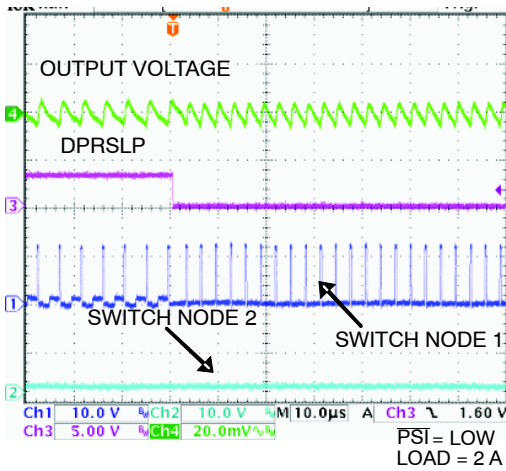 T
OUTPUT VOLTAGE
4
DPRSLP
3
1
SWITCH NODE 2
SWITCH NODE 1
2
Ch1 10.0 V Ch2 10.0 V M 10.0μs A Ch3 1.60 V
Ch3 5.00 V Ch4 20.0mV
PSI = LOW
LOAD = 2 A